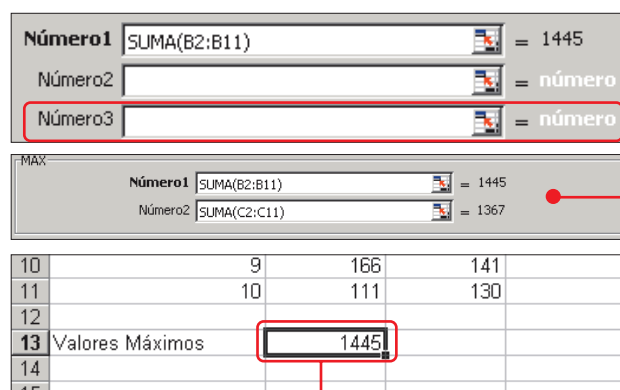 Número1 SUMA(B2:B11) = 1445
Número2 = número
Número3 = número
MAX
Número1 SUMA(B2:B11) = 1445
Número2 SUMA(C2:C11) = 1367
10 9 166 141
11 10 111 130
12
13 Valores Máximos 1445
14
15